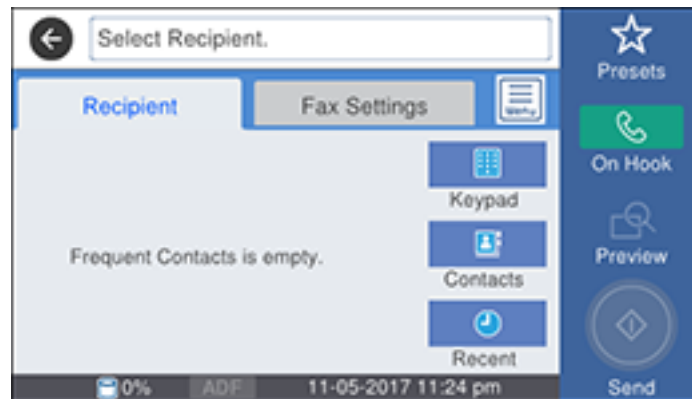 Select Recipient.
Presets
Recipient
Fax Settings
Menu
On Hook
Keypad
Frequent Contacts is empty.
Contacts
Preview
Recent
0%
ADF
11-05-2017 11:24 pm
Send